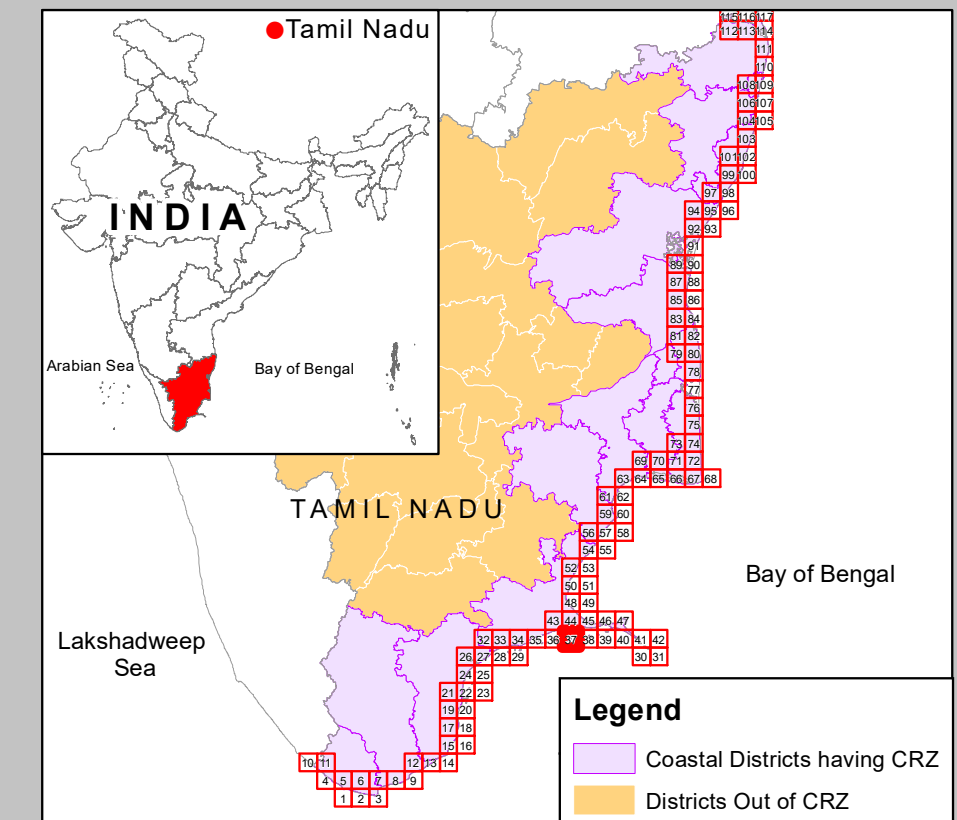 Tamil Nadu
INDIA
Arabian Sea
Bay of Bengal
115 116 117
112 113 114
111
110
108 109
106 107
104 105
103
101 102
99 100
97 98
94 95 96
92 93
91
89 90
87 88
85 86
83 84
81 82
79 80
78
77
76
75
73 74
69 70 71 72
63 64 65 66 67 68
61 62
TAMIL NADU
59 60
56 57 58
54 55
52 53
Bay of Bengal
50 51
48 49
43 44 45 46 47
Lakshadweep
Sea
32 33 34 35 36 37 38 39 40 41 42
26 27 28 29 30 31
24 25
21 22 23
19 20
17 18
15 16
10 11 12 13 14
4 5 6 7 8 9
1 2 3
Legend
Coastal Districts having CRZ
Districts Out of CRZ